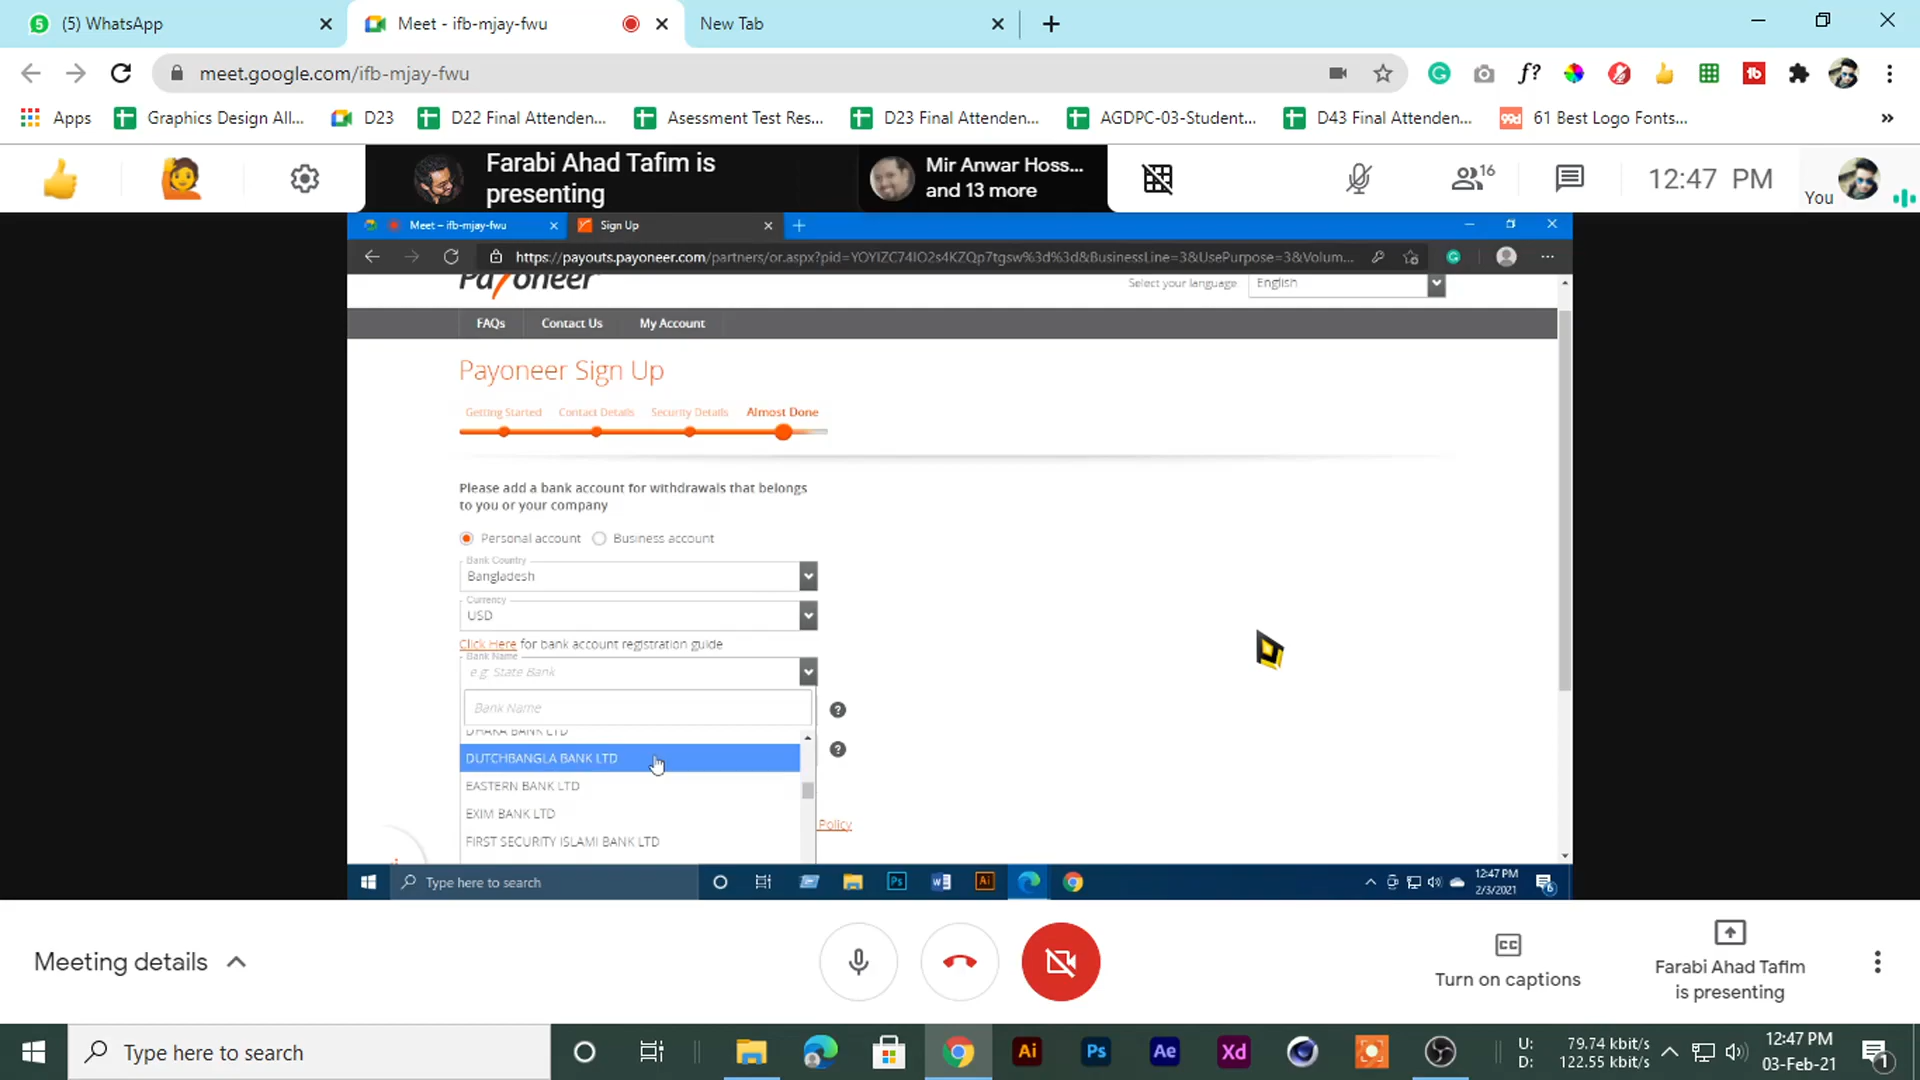 (5) WhatsApp
Meet - ifb-mjay-fwu
New Tab
meet.google.com/ifb-mjay-fwu
Apps
Graphics Design All...
D23
D22 Final Attenden...
Asessment Test Res...
D23 Final Attenden...
AGDPC-03-Student...
D43 Final Attenden...
61 Best Logo Fonts...
Farabi Ahad Tafim is
presenting
Mir Anwar Hoss...
and 13 more
16
12:47 PM
You
Meet – ifb-mjay-fwu
Sign Up
https://payouts.payoneer.com/partners/or.aspx?pid=YOYIZC74IO2s4KZQp7tgsw%3d%3d&BusinessLine=3&UsePurpose=3&Volum...
Payoneer
Select your language
English
FAQs
Contact Us
My Account
Payoneer Sign Up
Getting Started
Contact Details
Security Details
Almost Done
Please add a bank account for withdrawals that belongs
to you or your company
Personal account
Business account
Bank Country
Bangladesh
Currency
USD
Click Here for bank account registration guide
Bank Name
e.g: State Bank
Bank Name
DHAKA BANK LTD
DUTCHBANGLA BANK LTD
EASTERN BANK LTD
EXIM BANK LTD
FIRST SECURITY ISLAMI BANK LTD
Policy
Type here to search
12:47 PM
2/3/2021
Meeting details
Turn on captions
Farabi Ahad Tafim
is presenting
Type here to search
U: 79.74 kbit/s
D: 122.55 kbit/s
12:47 PM
03-Feb-21